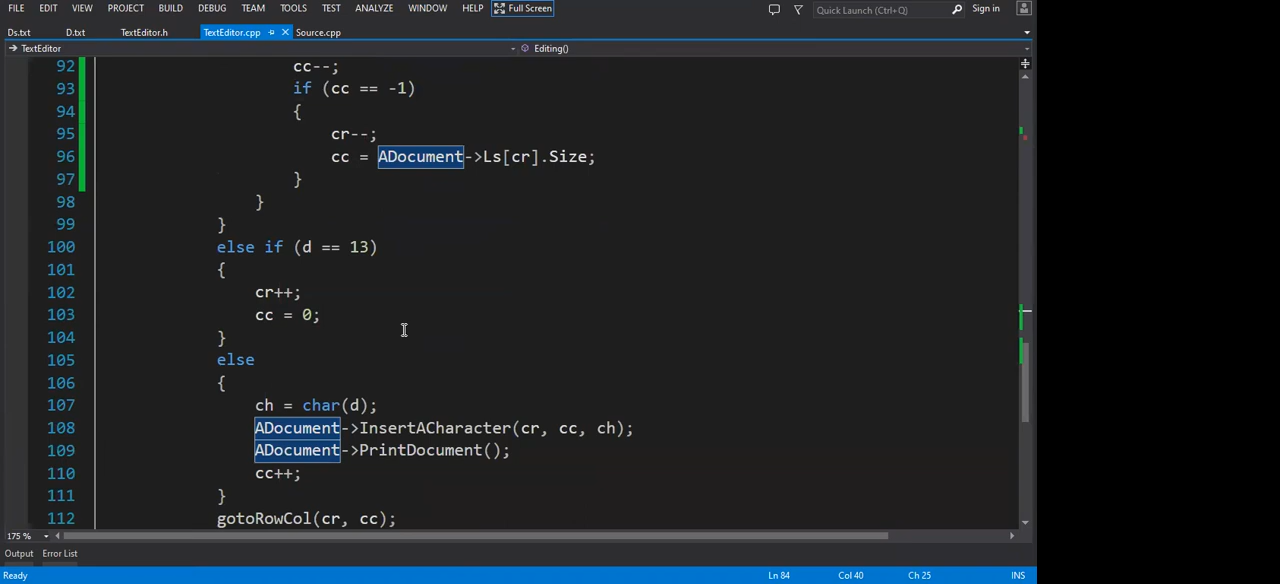 FILE EDIT VIEW PROJECT BUILD DEBUG TEAM TOOLS TEST ANALYZE WINDOW HELP Full Screen Quick Launch (Ctrl+Q) Sign in
Ds.txt D.txt TextEditor.h TextEditor.cpp Source.cpp
TextEditor Editing()
92 cc--;
93 if (cc == -1)
94 {
95 cr--;
96 cc = ADocument->Ls[cr].Size;
97 }
98 }
99 }
100 else if (d == 13)
101 {
102 cr++;
103 cc = 0;
104 }
105 else
106 {
107 ch = char(d);
108 ADocument->InsertACharacter(cr, cc, ch);
109 ADocument->PrintDocument();
110 cc++;
111 }
112 gotoRowCol(cr, cc);
175 %
Output Error List
Ready Ln 84 Col 40 Ch 25 INS